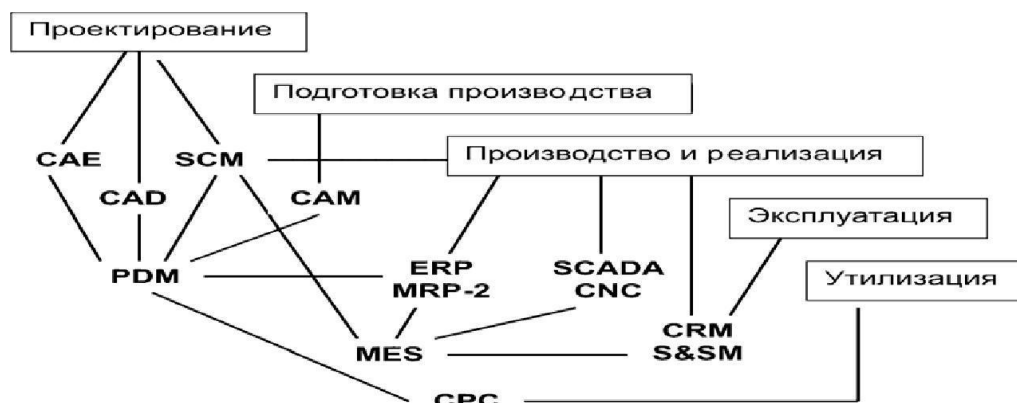 Проектирование
Подготовка производства
CAE
SCM
Производство и реализация
CAD
CAM
Эксплуатация
PDM
ERP
MRP-2
SCADA
CNC
Утилизация
CRM
S&SM
MES
CPC